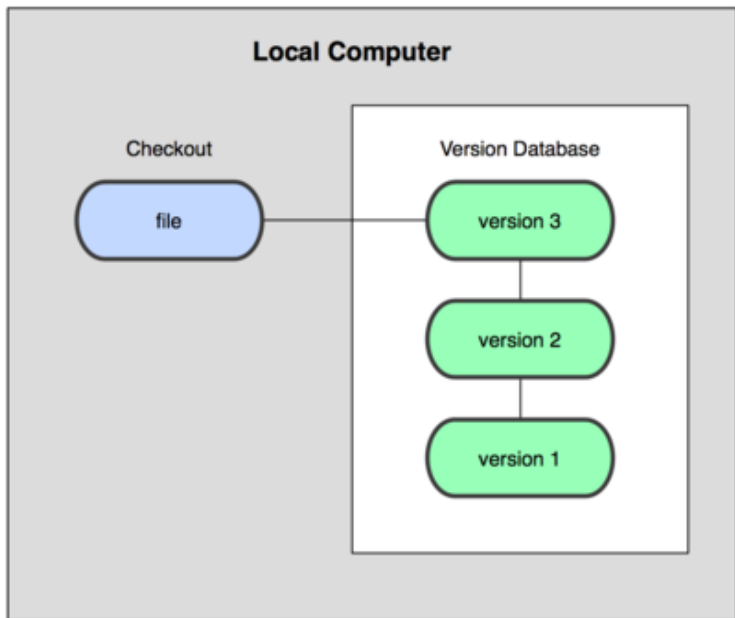 Local Computer
Checkout
Version Database
file
version 3
version 2
version 1